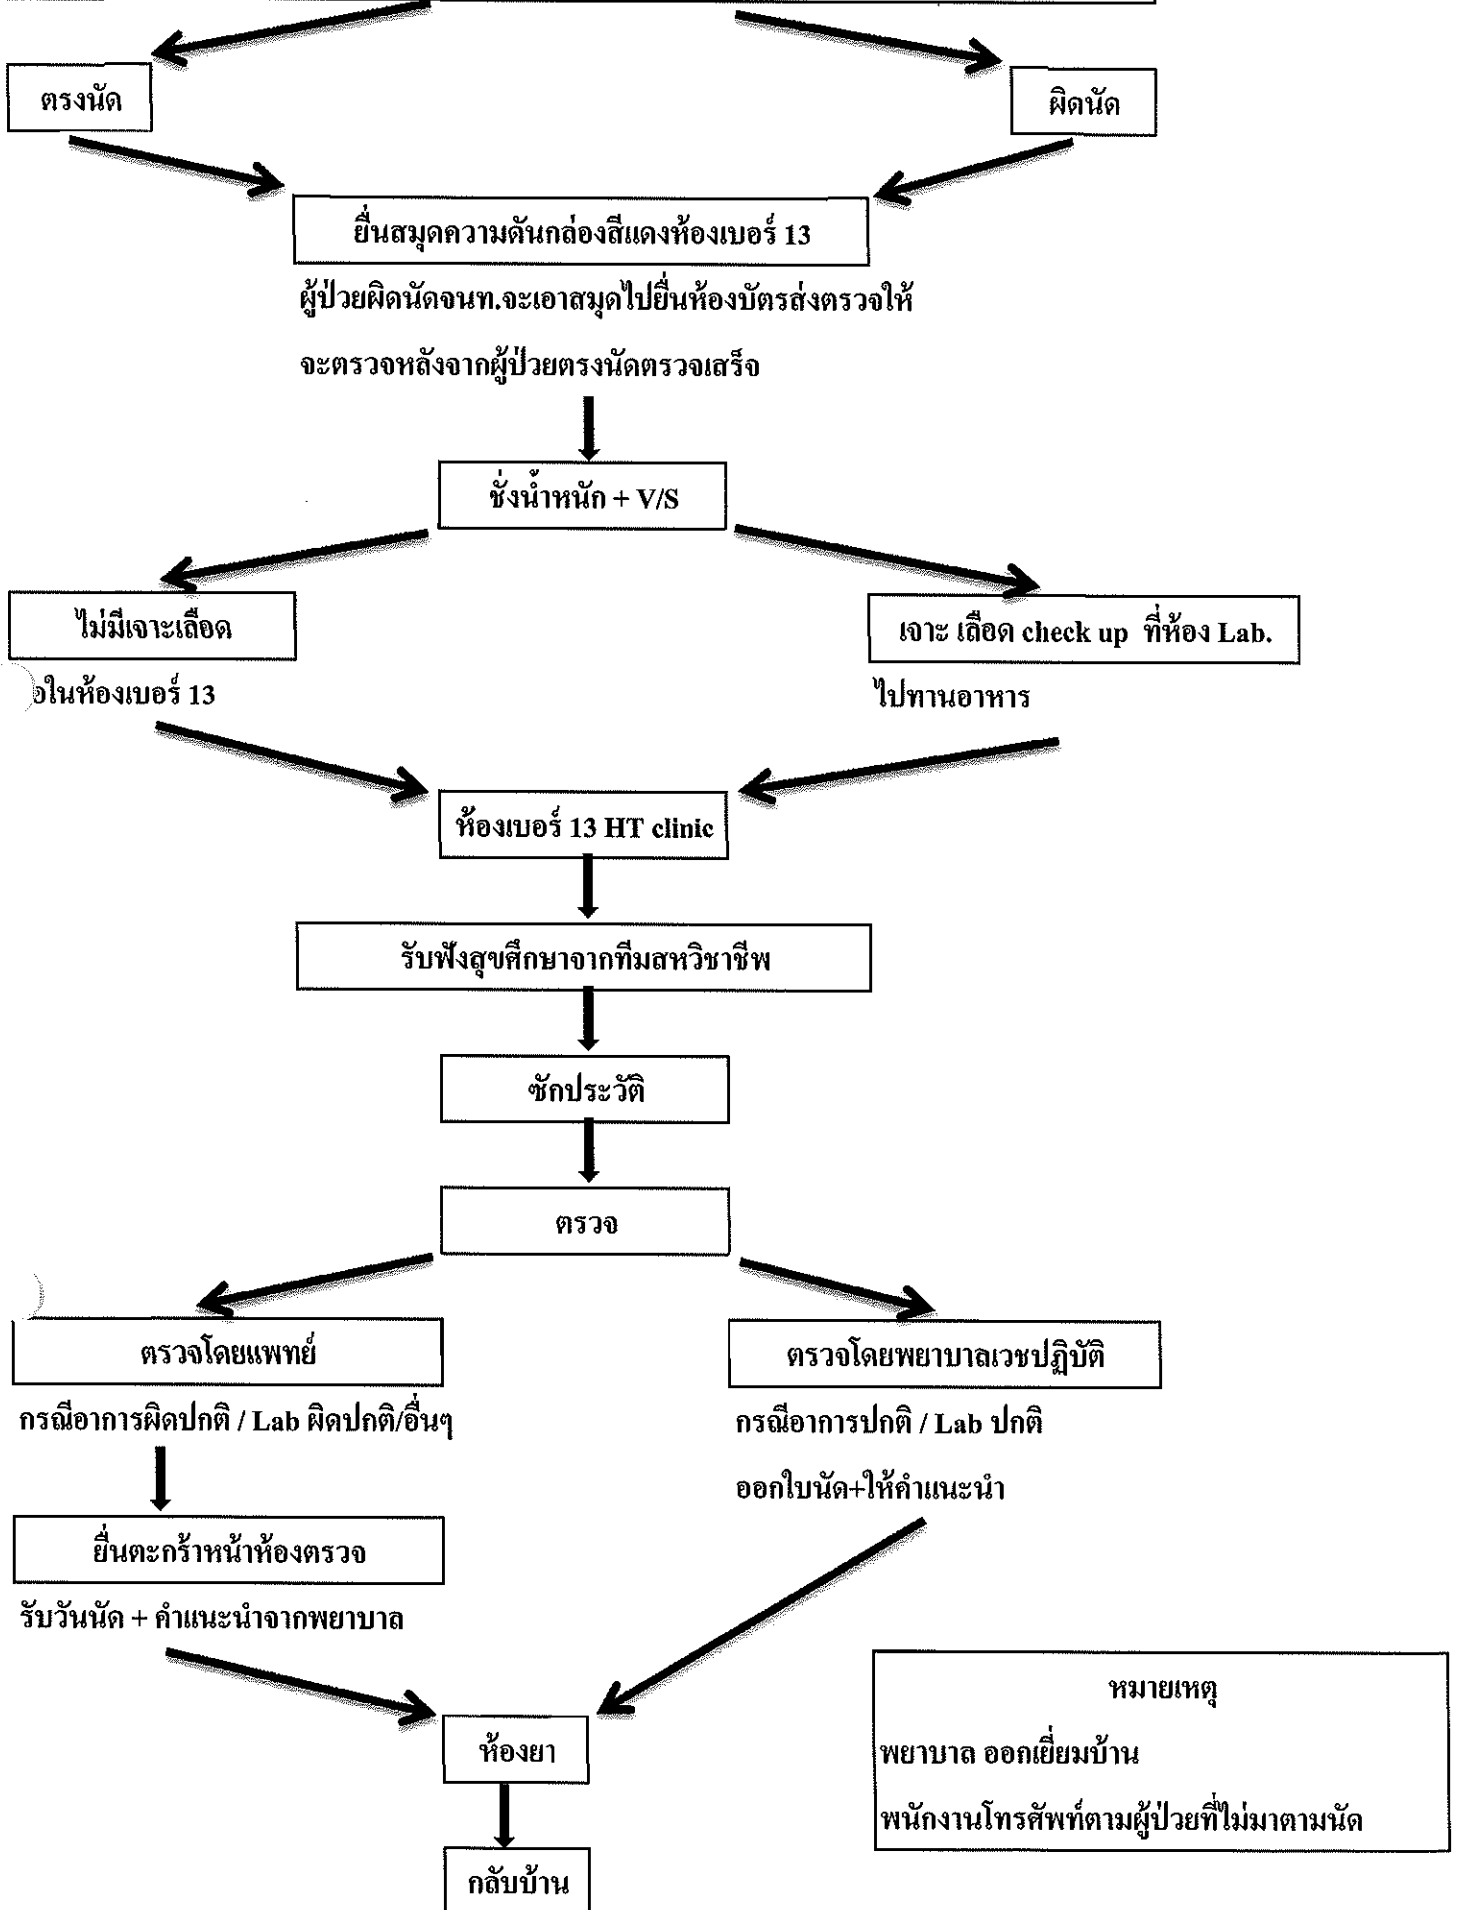 ตรงนัด
ผิดนัด
ยื่นสมุดความดันกล่องสีแดงห้องเบอร์ 13
ผู้ป่วยผิดนัดจนท.จะเอาสมุดไปยื่นห้องบัตรส่งตรวจให้
จะตรวจหลังจากผู้ป่วยตรงนัดตรวจเสร็จ
ชั่งน้ำหนัก + V/S
ไม่มีเจาะเลือด
เจาะ เลือด check up ที่ห้อง Lab.
ในห้องเบอร์ 13
ไปทานอาหาร
ห้องเบอร์ 13 HT clinic
รับฟังสุขศึกษาจากทีมสหวิชาชีพ
ซักประวัติ
ตรวจ
ตรวจโดยแพทย์
ตรวจโดยพยาบาลเวชปฏิบัติ
กรณีอาการผิดปกติ / Lab ผิดปกติ/อื่นๆ
กรณีอาการปกติ / Lab ปกติ
ออกใบนัด+ให้คำแนะนำ
ยื่นตะกร้าหน้าห้องตรวจ
รับวันนัด + คำแนะนำจากพยาบาล
หมายเหตุ
ห้องยา
พยาบาล ออกเยี่ยมบ้าน
พนักงานโทรศัพท์ตามผู้ป่วยที่ไม่มาตามนัด
กลับบ้าน